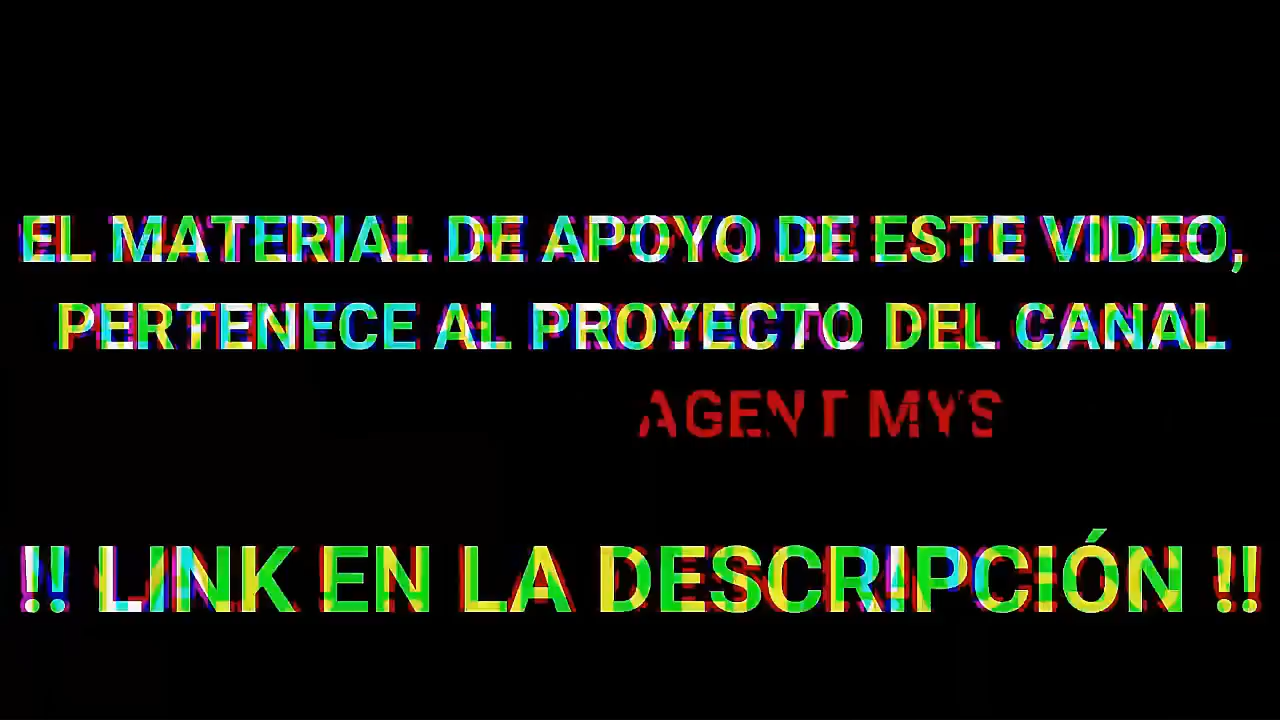 EL MATERIAL DE APOYO DE ESTE VIDEO,
PERTENECE AL PROYECTO DEL CANAL
AGENT MYS
!! LINK EN LA DESCRIPCIÓN !!